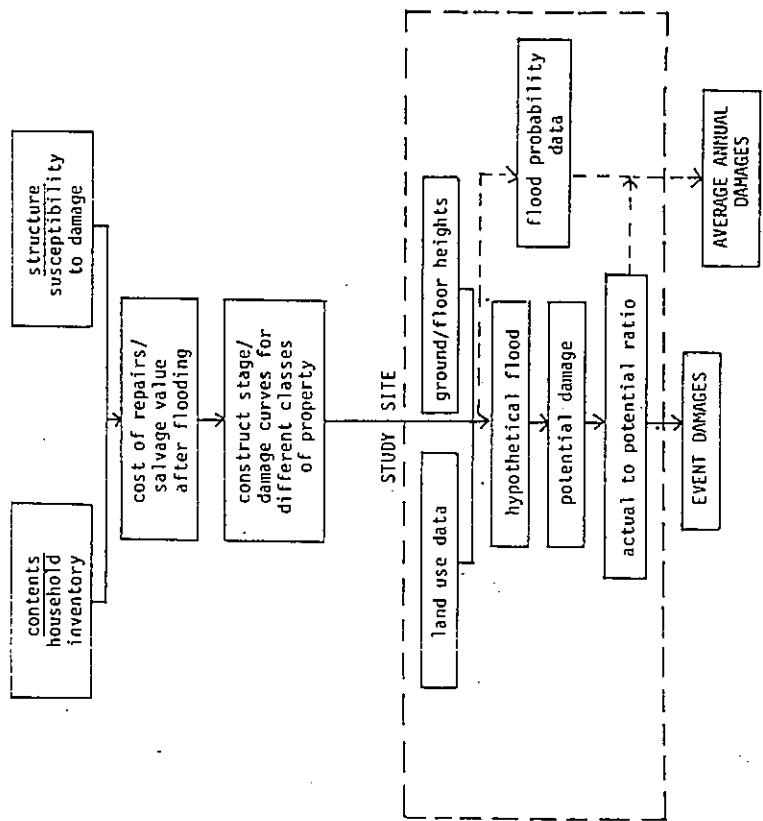 contents
household
inventory
structure
susceptibility
to damage
cost of repairs/
salvage value
after flooding
construct stage/
damage curves for
different classes
of property
STUDY SITE
land use data
ground/floor heights
hypothetical flood
flood probability
data
potential damage
actual to potential ratio
EVENT DAMAGES
AVERAGE ANNUAL
DAMAGES